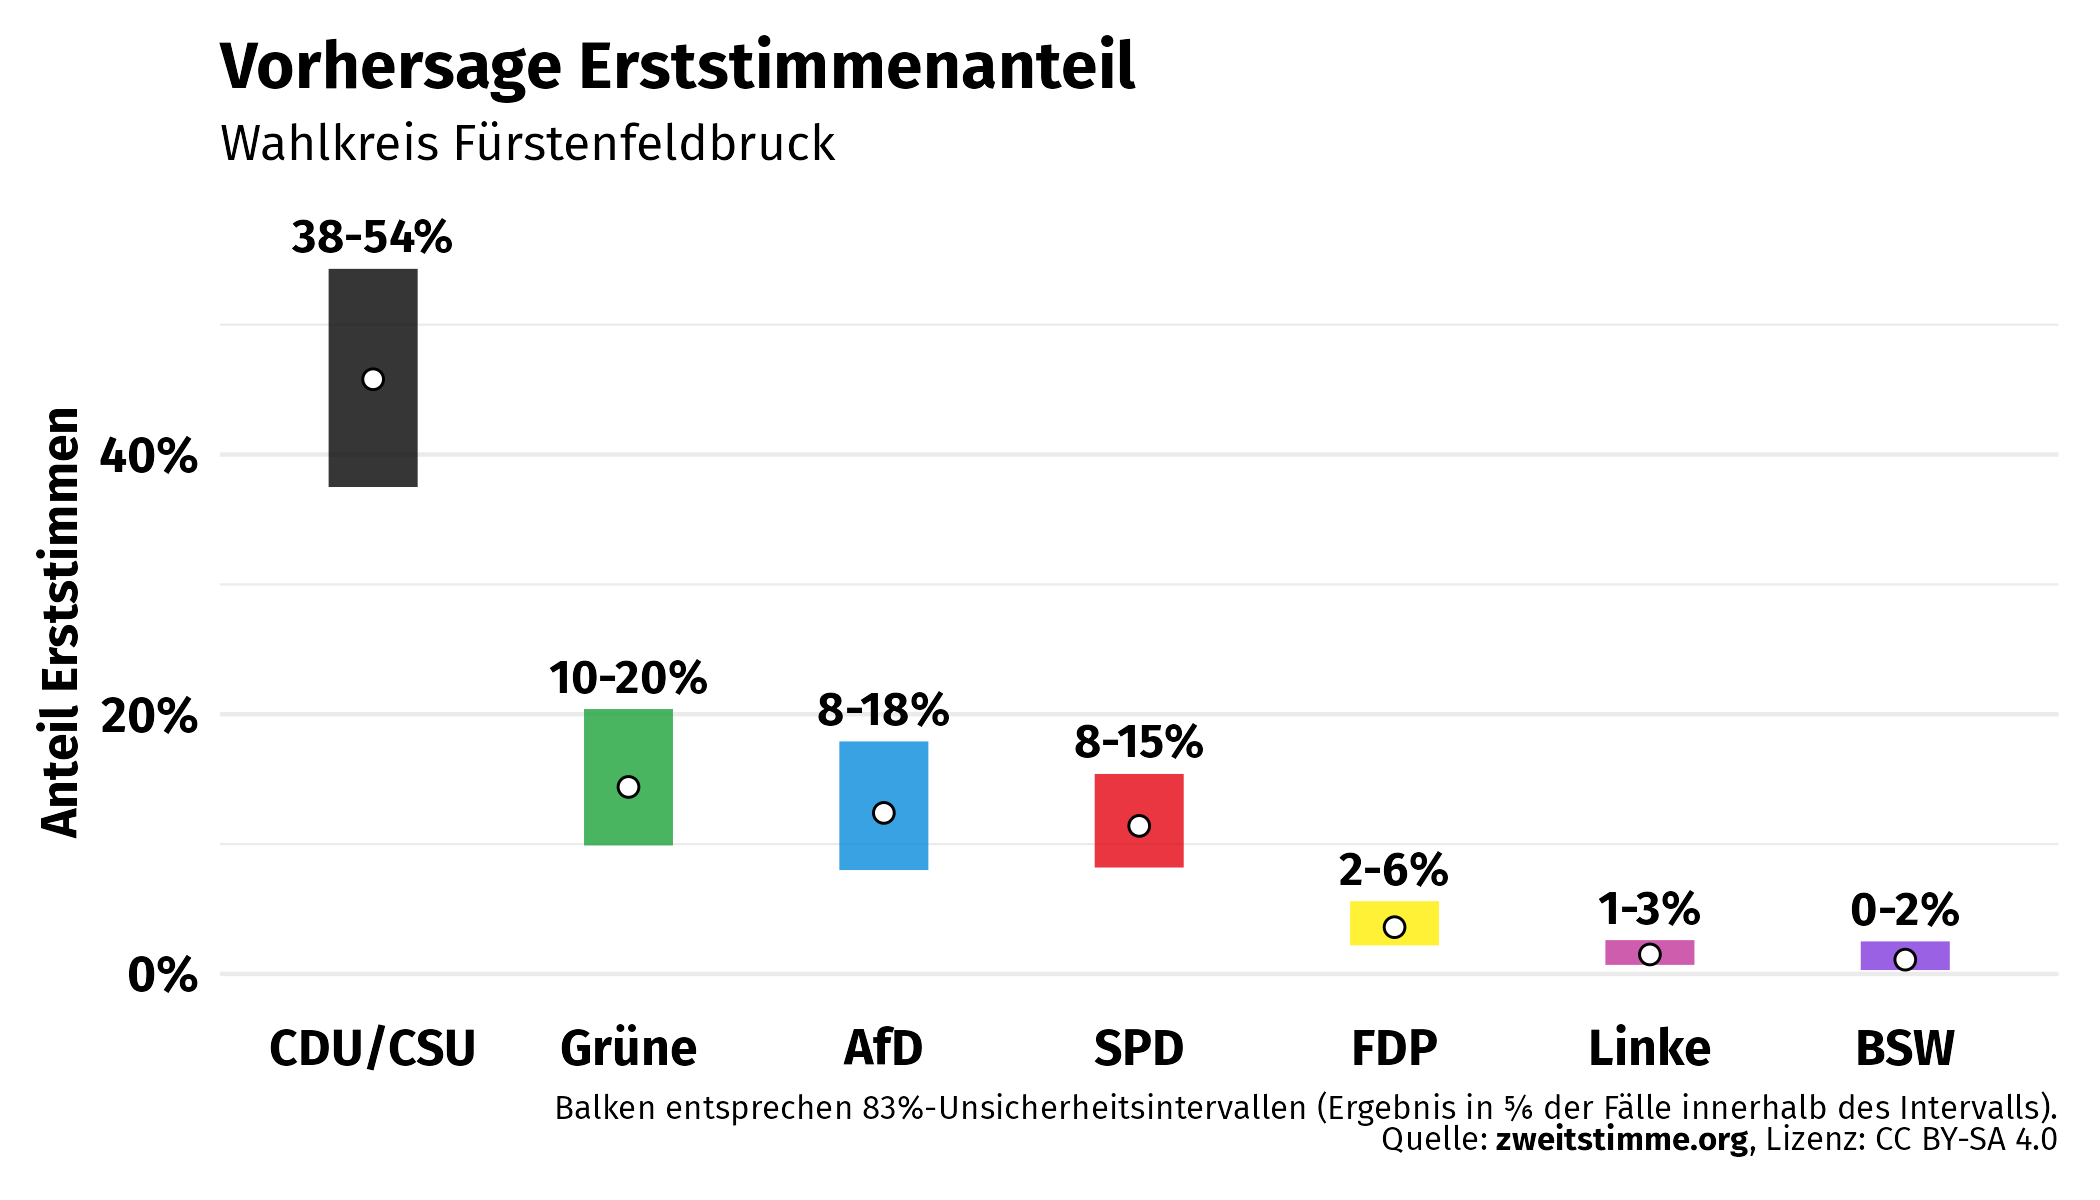 Vorhersage Erststimmenanteil
Wahlkreis Fürstenfeldbruck
38-54%
40%
Anteil Erststimmen
10-20%
8-18%
20%
8-15%
2-6%
1-3%
0-2%
0%
CDU/CSU Grüne AfD SPD FDP Linke BSW
Balken entsprechen 83%-Unsicherheitsintervallen (Ergebnis in ⅚ der Fälle innerhalb des Intervalls).
Quelle: zweitstimme.org, Lizenz: CC BY-SA 4.0